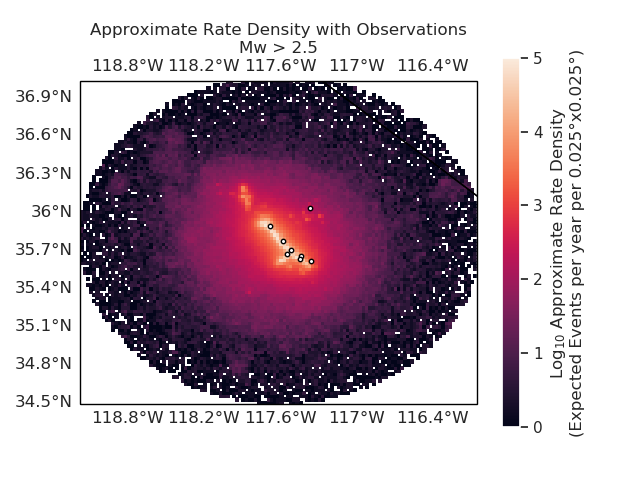 Approximate Rate Density with Observations
Mw > 2.5
118.8°W 118.2°W 117.6°W 117°W 116.4°W
36.9°N
36.6°N
36.3°N
36°N
35.7°N
35.4°N
35.1°N
34.8°N
34.5°N
118.8°W 118.2°W 117.6°W 117°W 116.4°W
5
4
3
2
1
0
Log₁₀ Approximate Rate Density
(Expected Events per year per 0.025°x0.025°)